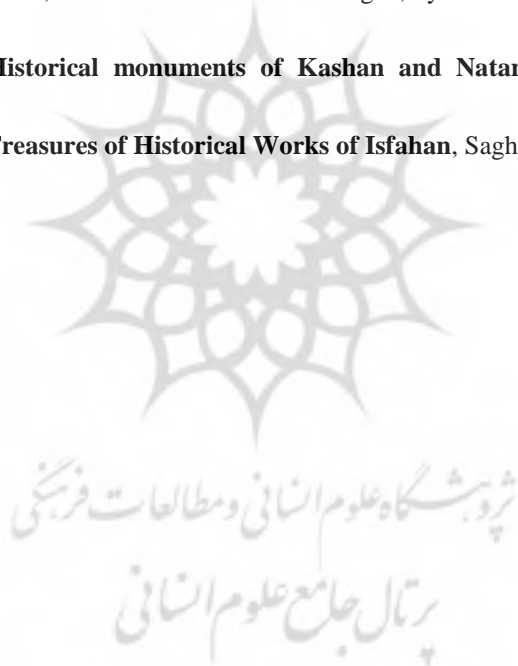 Historical monuments of Kashan and Natan
Treasures of Historical Works of Isfahan, Sagh
پژوهشگاه علوم انسانی و مطالعات فرهنگی
پرتال جامع علوم انسانی